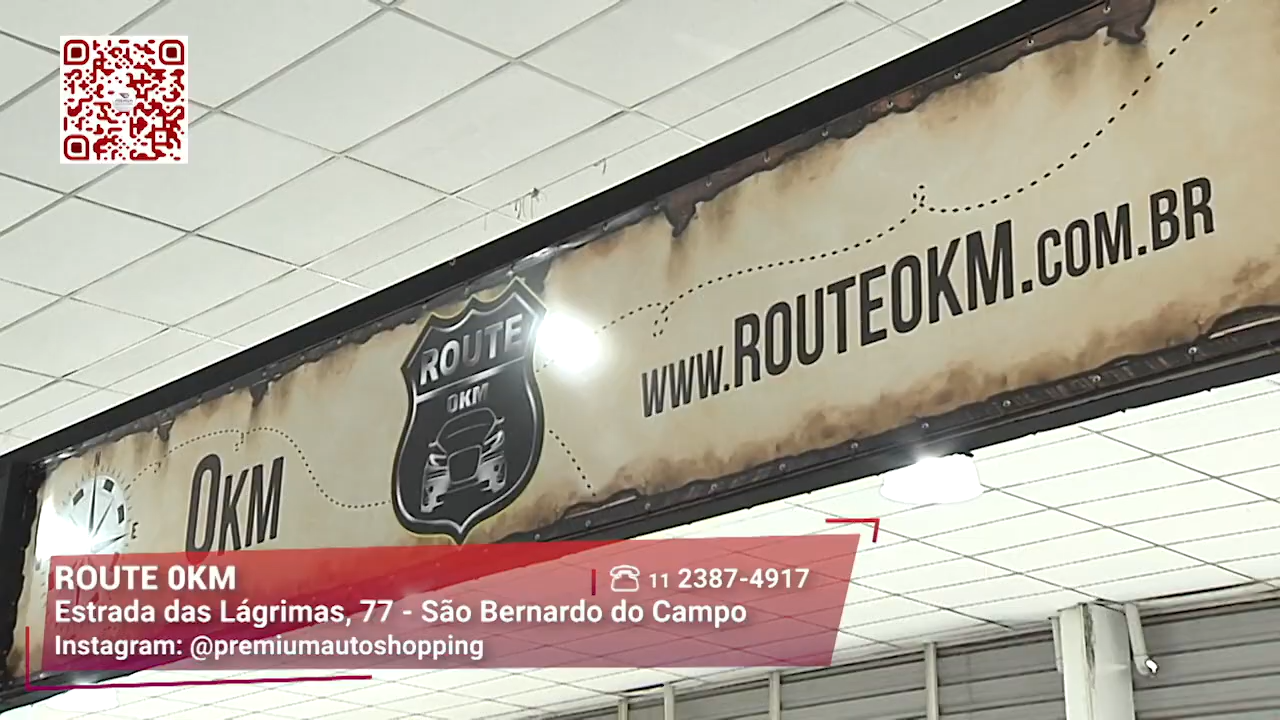 WWW.ROUTE0KM.COM.BR
ROUTE
0KM
0KM
N
E
ROUTE 0KM
11 2387-4917
Estrada das Lágrimas, 77 - São Bernardo do Campo
Instagram: @premiumautoshopping